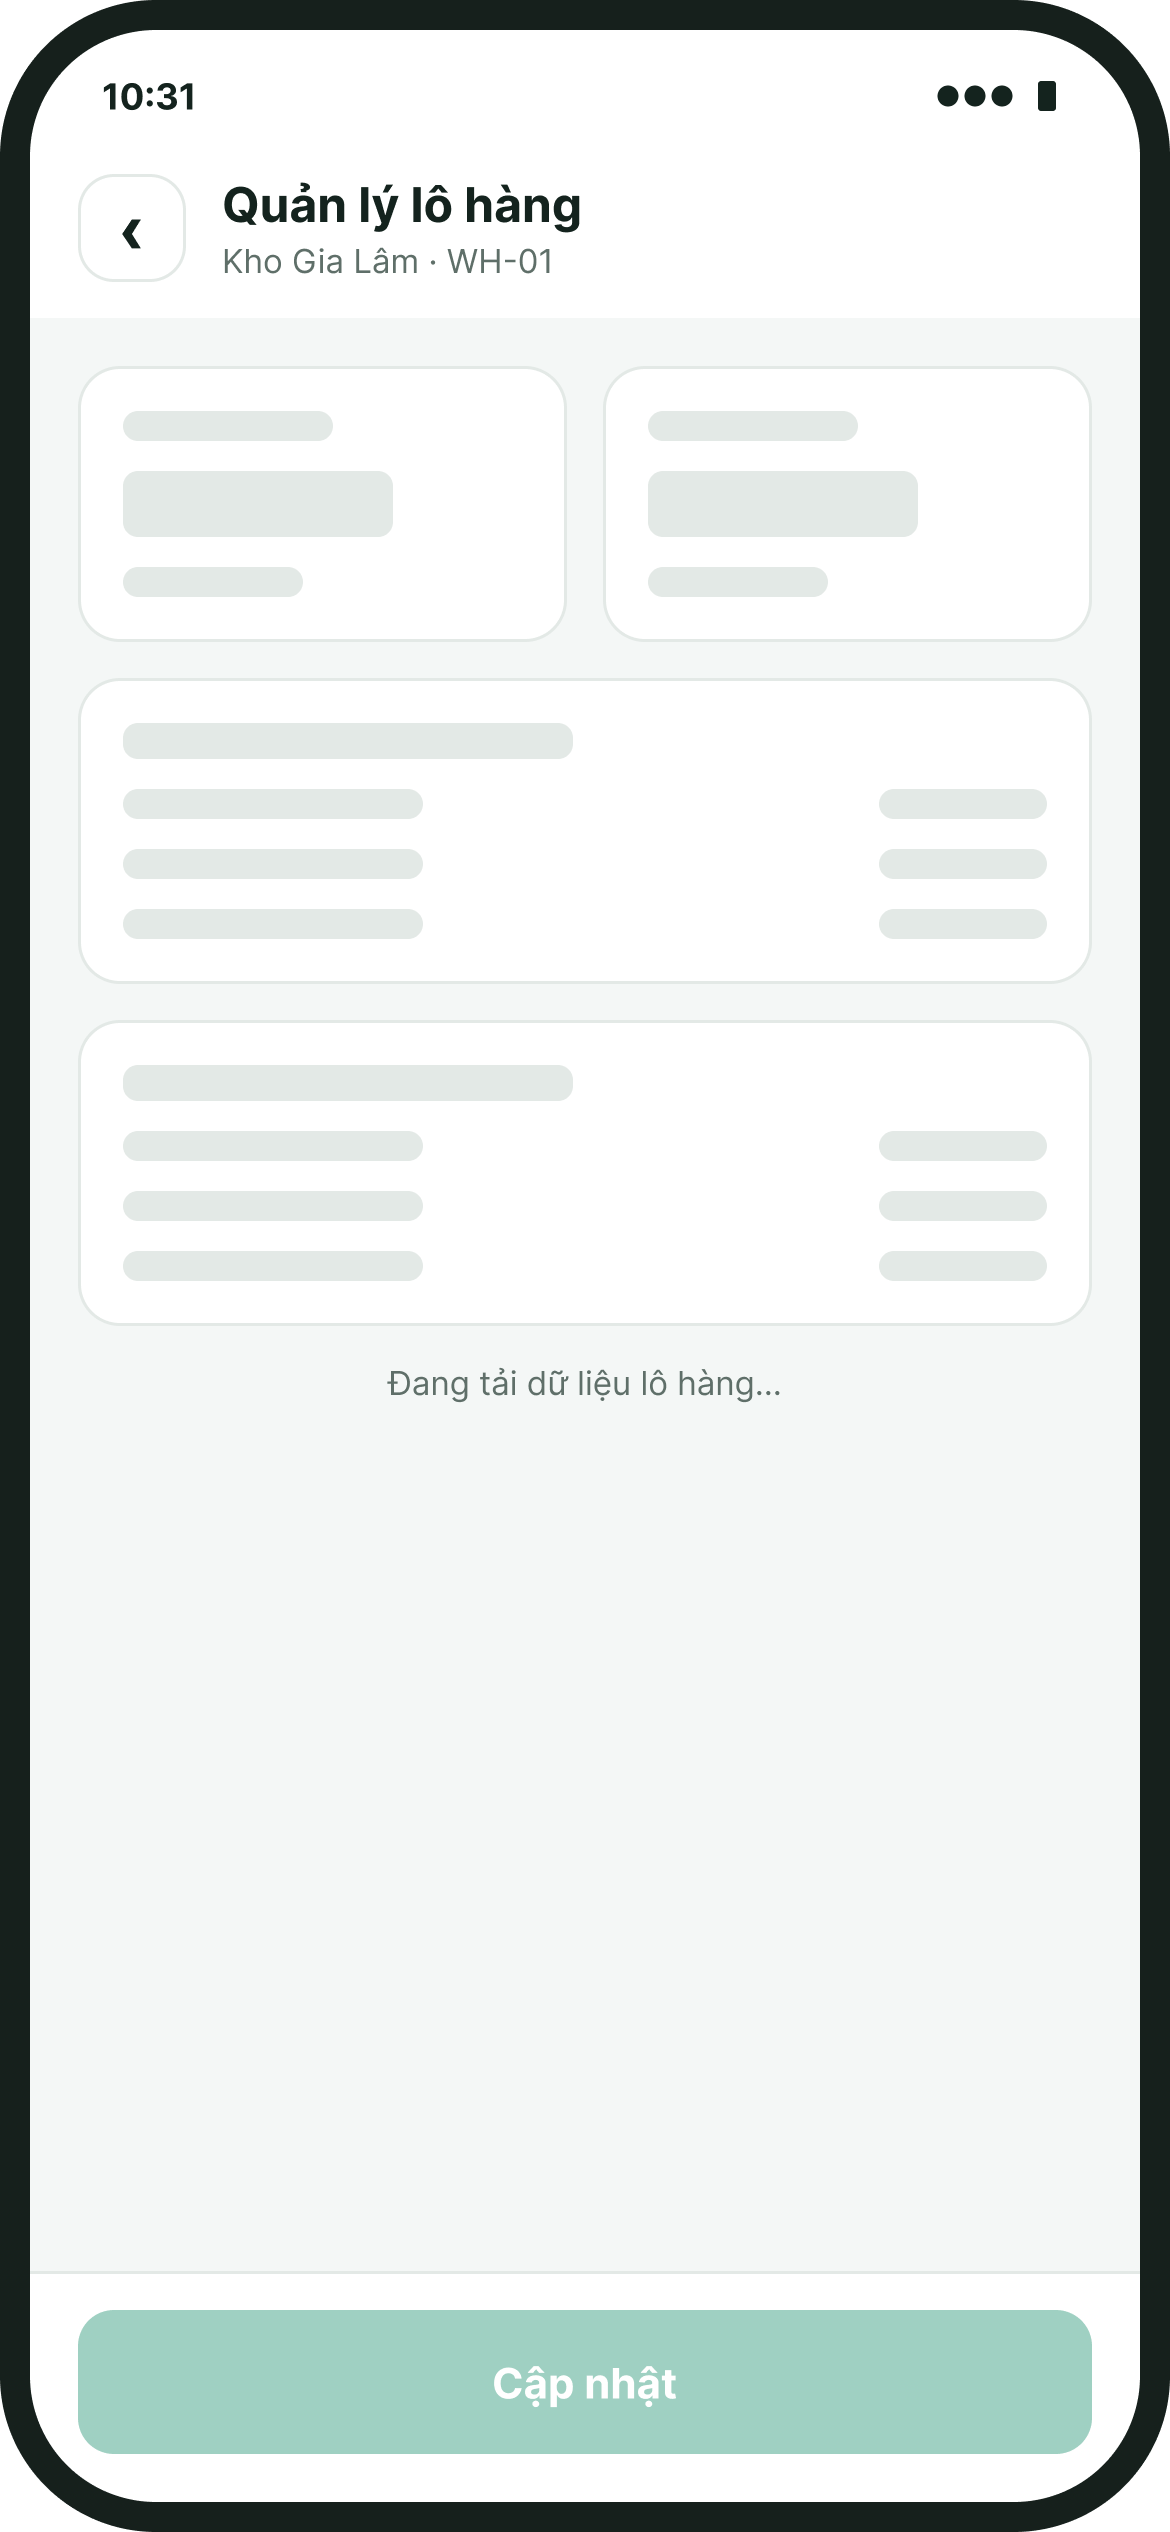 10:31
Quản lý lô hàng
Kho Gia Lâm · WH-01
Đang tải dữ liệu lô hàng...
Cập nhật